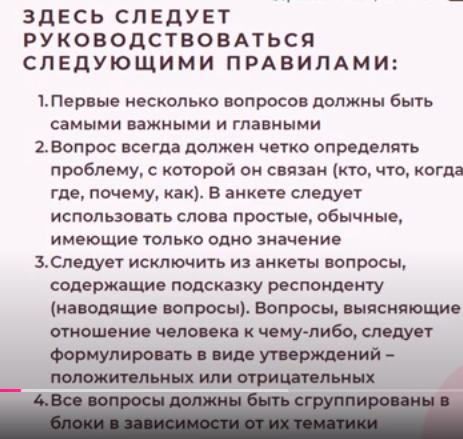 ЗДЕСЬ СЛЕДУЕТ
РУКОВОДСТВОВАТЬСЯ
СЛЕДУЮЩИМИ ПРАВИЛАМИ:
1. Первые несколько вопросов должны быть
самыми важными и главными
2. Вопрос всегда должен четко определять
проблему, с которой он связан (кто, что, когда
где, почему, как). В анкете следует
использовать слова простые, обычные,
имеющие только одно значение
3. Следует исключить из анкеты вопросы,
содержащие подсказку респонденту
(наводящие вопросы). Вопросы, выясняющие
отношение человека к чему-либо, следует
формулировать в виде утверждений –
положительных или отрицательных
4. Все вопросы должны быть сгруппированы в
блоки в зависимости от их тематики